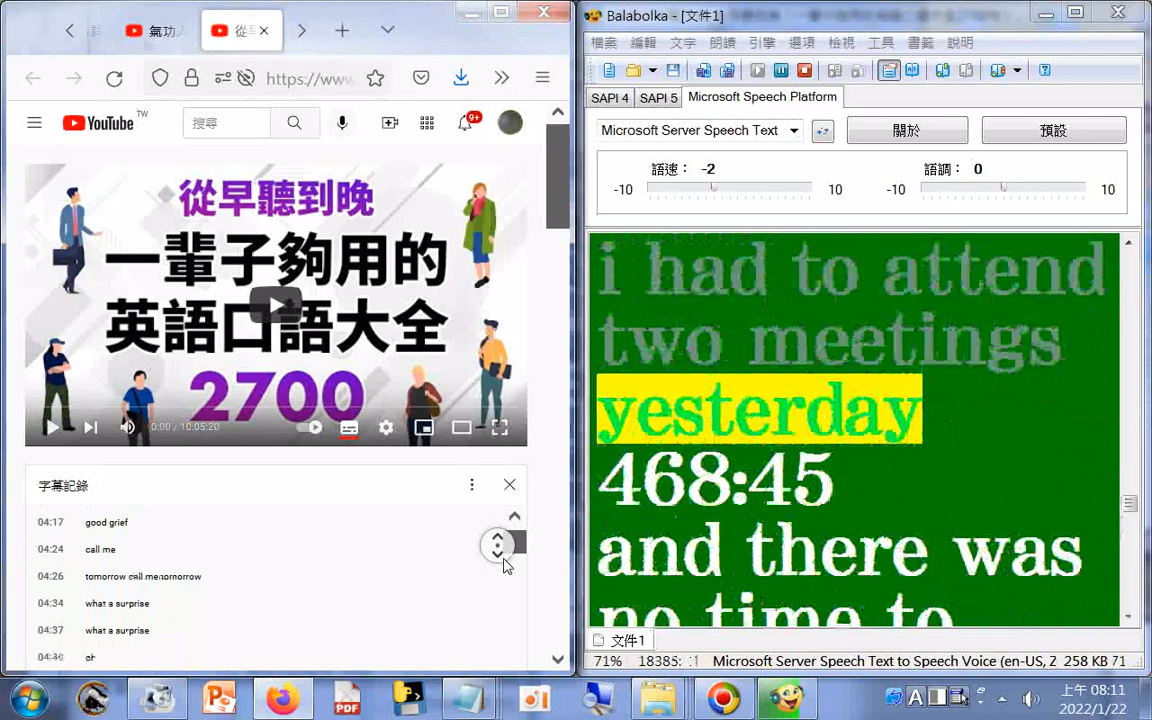 氣功
從
https://www
YouTube TW
搜尋
9+
從早聽到晚
一輩子夠用的
英語口語大全
2700
0:00 / 10:05:20
字幕記錄
04:17 good grief
04:24 call me
04:26 tomorrow call me tomorrow
04:34 what a surprise
04:37 what a surprise
Balabolka - [文件1]
檔案 編輯 文字 朗讀 引擎 選項 檢視 工具 書籤 說明
SAPI 4 SAPI 5 Microsoft Speech Platform
Microsoft Server Speech Text 關於 預設
語速： -2 語調： 0
-10 10 -10 10
i had to attend
two meetings
yesterday
468:45
and there was
no time to
文件1
71% 18385: Microsoft Server Speech Text to Speech Voice (en-US, Z 258 KB 71
PDF
A
上午 08:11
2022/1/22